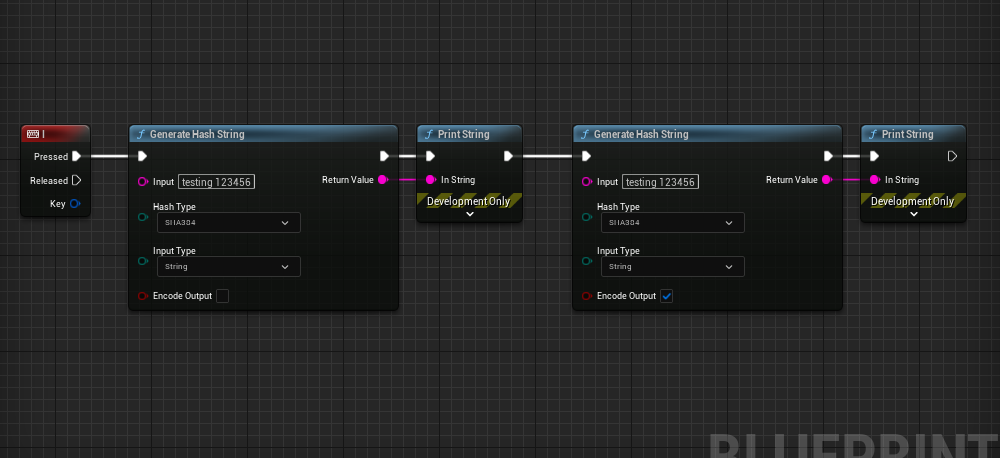 I
Pressed
Released
Key
Generate Hash String
Input testing 123456
Return Value
Hash Type
SHA384
Input Type
String
Encode Output
Print String
In String
Development Only
Generate Hash String
Input testing 123456
Return Value
Hash Type
SHA384
Input Type
String
Encode Output
Print String
In String
Development Only
BLUEPRINT